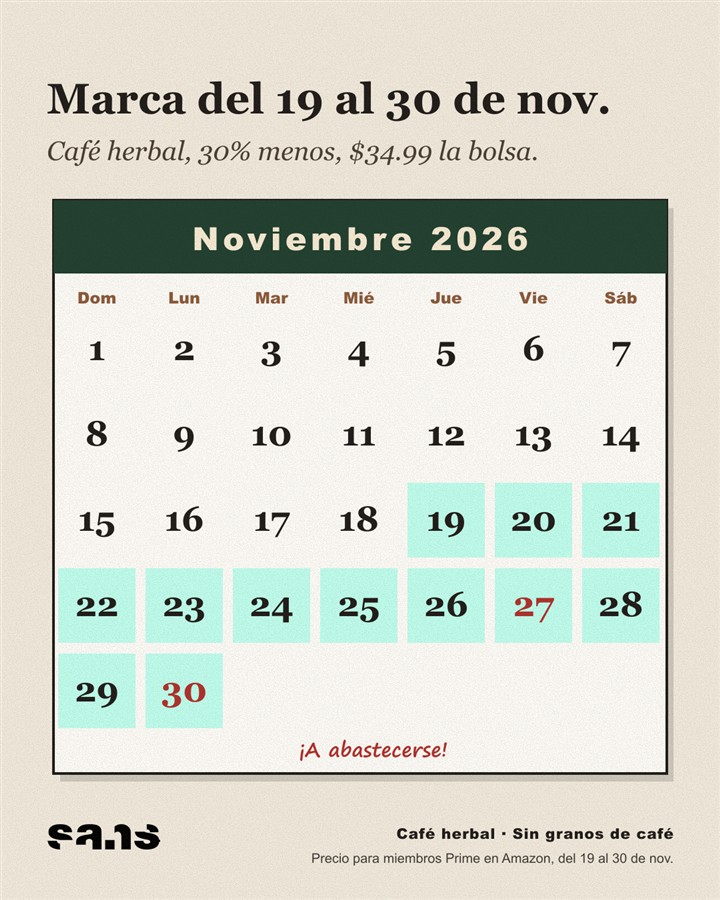 Marca del 19 al 30 de nov.
Café herbal, 30% menos, $34.99 la bolsa.
Noviembre 2026
Dom Lun Mar Mié Jue Vie Sáb
1 2 3 4 5 6 7
8 9 10 11 12 13 14
15 16 17 18 19 20 21
22 23 24 25 26 27 28
29 30
¡A abastecerse!
sans
Café herbal · Sin granos de café
Precio para miembros Prime en Amazon, del 19 al 30 de nov.